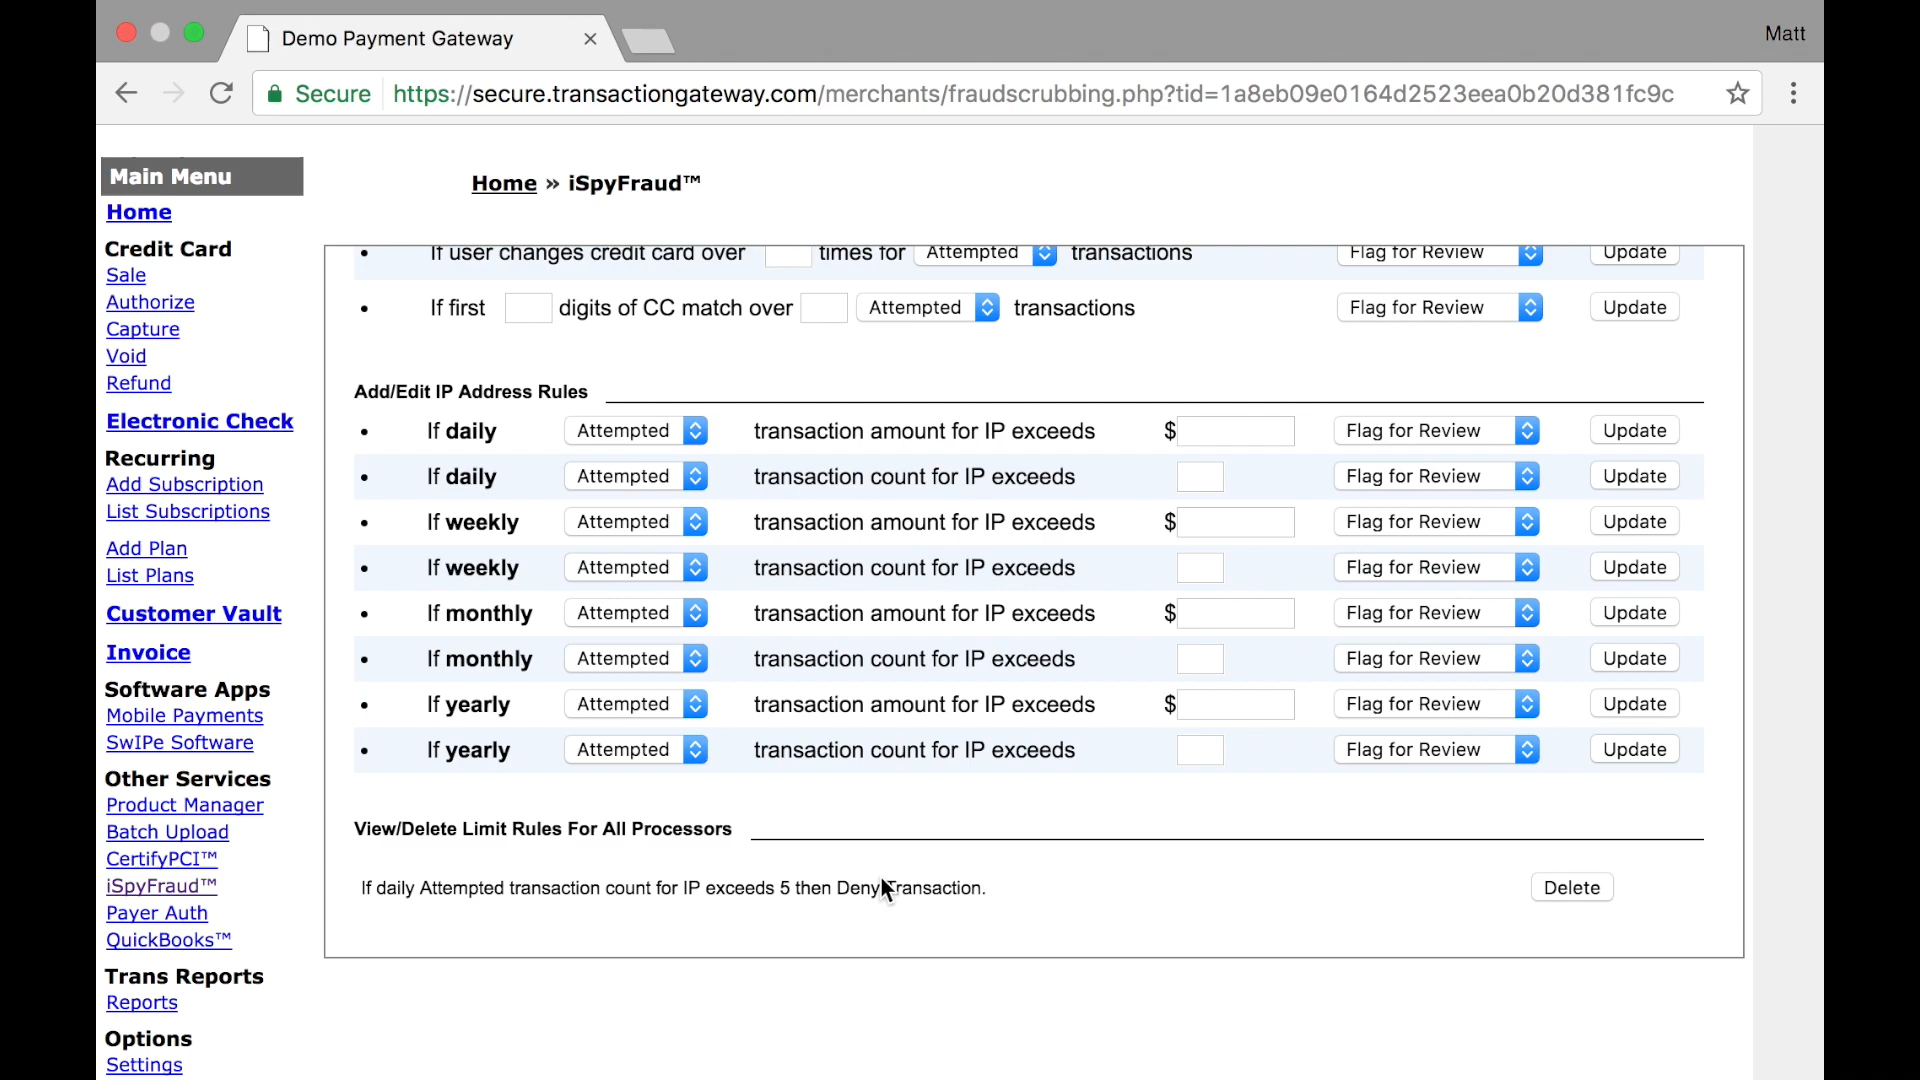 Demo Payment Gateway
Matt
Secure https://secure.transactiongateway.com/merchants/fraudscrubbing.php?tid=1a8eb09e0164d2523eea0b20d381fc9c
Main Menu
Home
Credit Card
Sale
Authorize
Capture
Void
Refund
Electronic Check
Recurring
Add Subscription
List Subscriptions
Add Plan
List Plans
Customer Vault
Invoice
Software Apps
Mobile Payments
SwIPe Software
Other Services
Product Manager
Batch Upload
CertifyPCI™
iSpyFraud™
Payer Auth
QuickBooks™
Trans Reports
Reports
Options
Settings
Home » iSpyFraud™
• If user changes credit card over times for Attempted transactions Flag for Review Update
• If first digits of CC match over Attempted transactions Flag for Review Update
Add/Edit IP Address Rules
• If daily Attempted transaction amount for IP exceeds $ Flag for Review Update
• If daily Attempted transaction count for IP exceeds Flag for Review Update
• If weekly Attempted transaction amount for IP exceeds $ Flag for Review Update
• If weekly Attempted transaction count for IP exceeds Flag for Review Update
• If monthly Attempted transaction amount for IP exceeds $ Flag for Review Update
• If monthly Attempted transaction count for IP exceeds Flag for Review Update
• If yearly Attempted transaction amount for IP exceeds $ Flag for Review Update
• If yearly Attempted transaction count for IP exceeds Flag for Review Update
View/Delete Limit Rules For All Processors
If daily Attempted transaction count for IP exceeds 5 then Deny Transaction. Delete